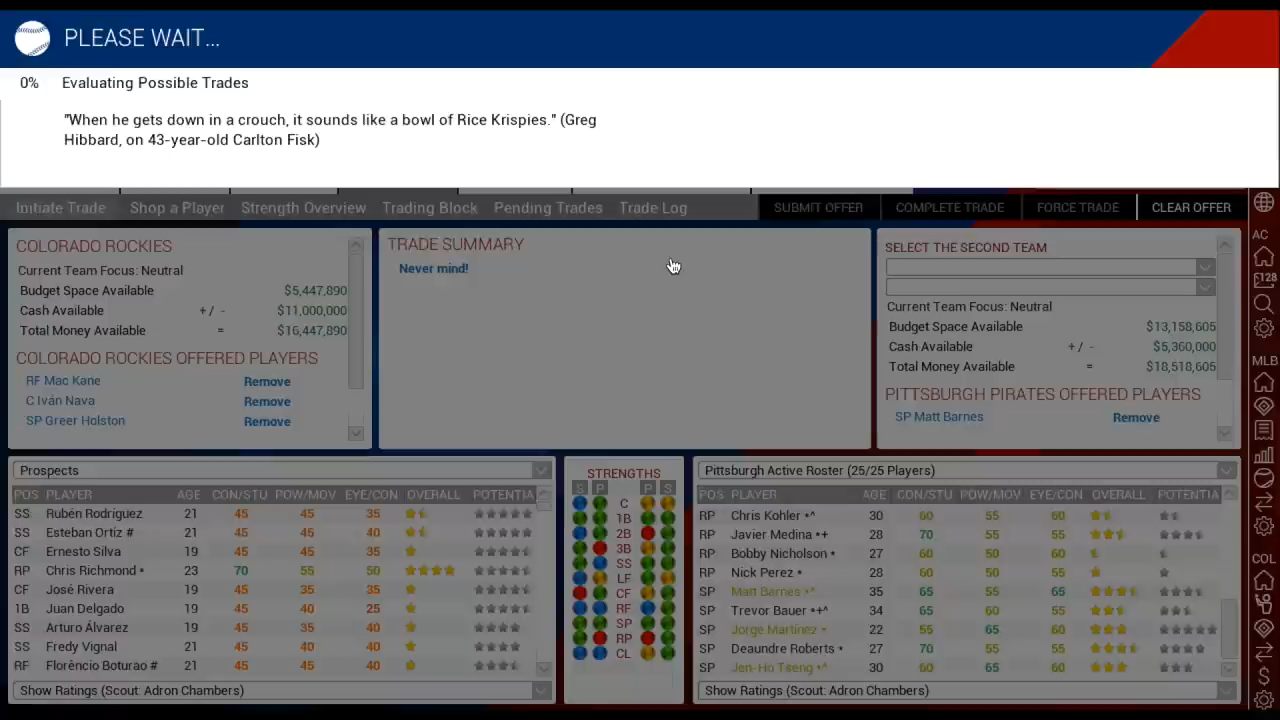 PLEASE WAIT...
0% Evaluating Possible Trades
"When he gets down in a crouch, it sounds like a bowl of Rice Krispies." (Greg
Hibbard, on 43-year-old Carlton Fisk)
Initiate Trade Shop a Player Strength Overview Trading Block Pending Trades Trade Log SUBMIT OFFER COMPLETE TRADE FORCE TRADE CLEAR OFFER
COLORADO ROCKIES
Current Team Focus: Neutral
Budget Space Available $5,447,890
Cash Available + / - $11,000,000
Total Money Available = $16,447,890
COLORADO ROCKIES OFFERED PLAYERS
RF Mac Kane Remove
C Iván Nava Remove
SP Greer Holston Remove
TRADE SUMMARY
Never mind!
SELECT THE SECOND TEAM
Current Team Focus: Neutral
Budget Space Available $13,158,605
Cash Available + / - $5,360,000
Total Money Available = $18,518,605
PITTSBURGH PIRATES OFFERED PLAYERS
SP Matt Barnes Remove
Prospects
POS PLAYER AGE CON/STU POW/MOV EYE/CON OVERALL POTENTIA
SS Rubén Rodríguez 21 45 45 35
SS Esteban Ortiz # 21 45 45 40
CF Ernesto Silva 19 45 45 35
RP Chris Richmond * 23 70 55 50
CF José Rivera 19 45 45 40
1B Juan Delgado 19 45 40 25
SS Arturo Álvarez 19 45 35 40
SS Fredy Vignal 21 45 40 40
RF Florêncio Boturao # 21 45 45 40
Show Ratings (Scout: Adron Chambers)
STRENGTHS
S P P S
C
1B
2B
3B
SS
LF
CF
RF
SP
RP
CL
Pittsburgh Active Roster (25/25 Players)
POS PLAYER AGE CON/STU POW/MOV EYE/CON OVERALL POTENTIA
RP Chris Kohler *^ 30 60 55 60
RP Javier Medina *+ 28 70 55 55
RP Bobby Nicholson * 27 60 50 55
RP Nick Perez * 28 60 50 55
SP Matt Barnes *^ 35 65 55 65
SP Trevor Bauer *+^ 34 65 60 55
SP Jorge Martínez * 22 55 65 55
SP Deaundre Roberts * 27 70 55 55
SP Jen-Ho Tseng *^ 30 60 65 60
Show Ratings (Scout: Adron Chambers)
AC
128
MLB
COL
$